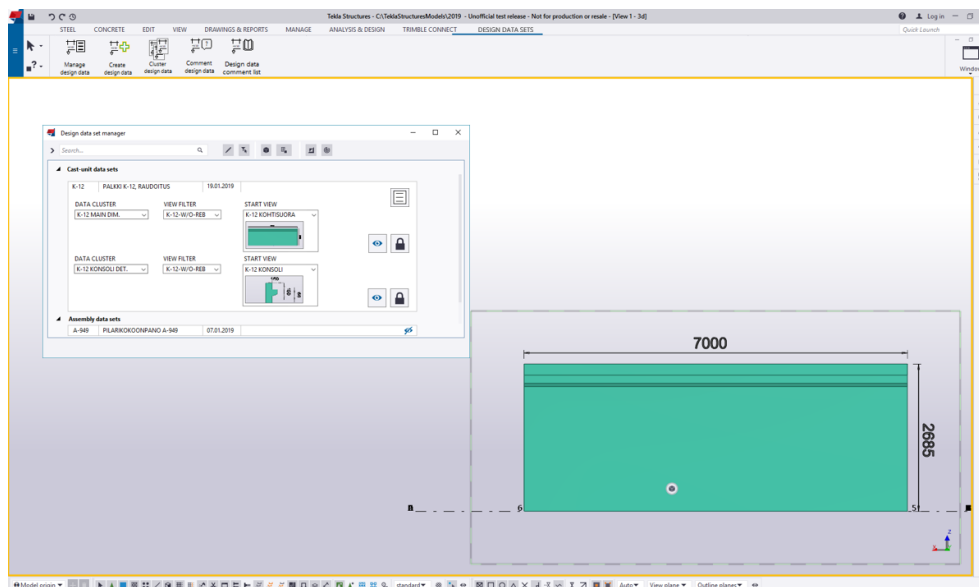 Tekla Structures - C:\TeklaStructuresModels\2019 - Unofficial test release - Not for production or resale - [View 1 - 3d]
Log in
STEEL CONCRETE EDIT VIEW DRAWINGS & REPORTS MANAGE ANALYSIS & DESIGN TRIMBLE CONNECT DESIGN DATA SETS
Quick Launch
Manage design data
Create design data
Cluster design data
Comment design data
Design data comment list
Window
Design data set manager
Search...
Cast-unit data sets
K-12 PALKKI K-12, RAUDOITUS 19.01.2019
DATA CLUSTER VIEW FILTER START VIEW
K-12 MAIN DIM. K-12-W/O-REB K-12 KOHTISUORA
DATA CLUSTER VIEW FILTER START VIEW
K-12 KONSOLI DET. K-12-W/O-REB K-12 KONSOLI
Assembly data sets
A-949 PILARIKOKOONPANO A-949 07.01.2019
7000
2685
6
5
Model origin standard Auto View plane Outline planes